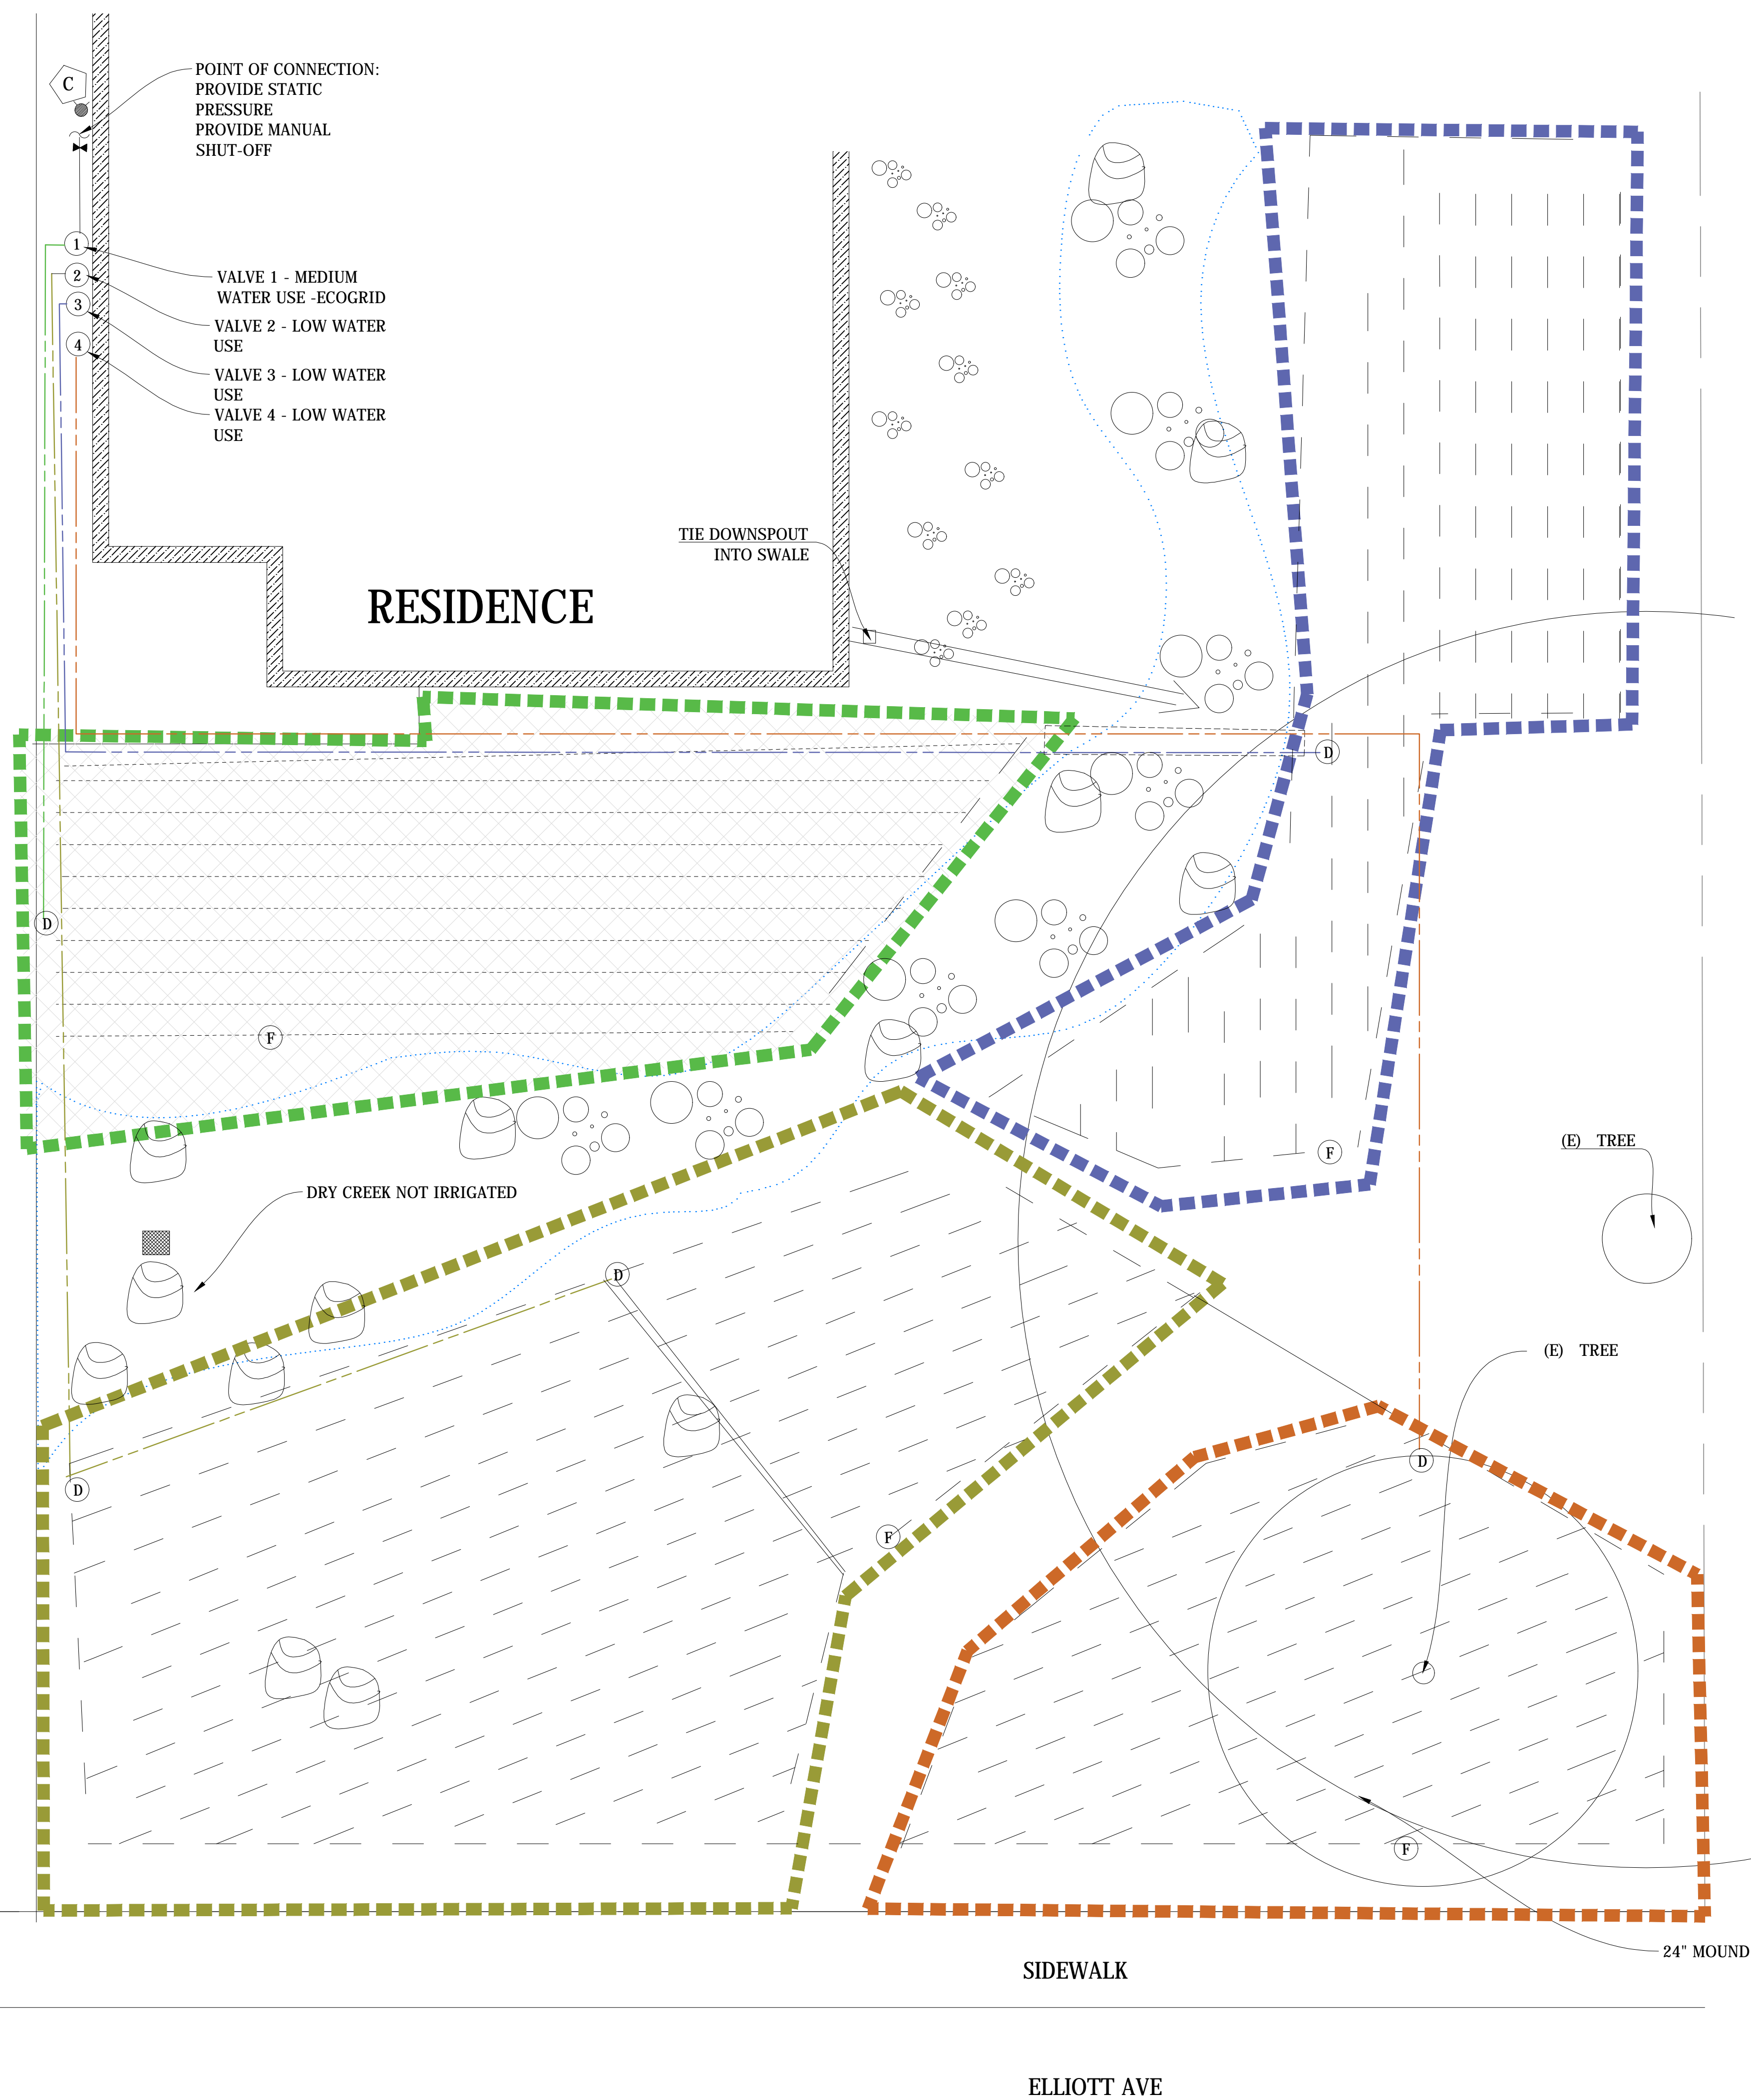 C
POINT OF CONNECTION:
PROVIDE STATIC
PRESSURE
PROVIDE MANUAL
SHUT-OFF
1
2
3
4
VALVE 1 - MEDIUM
WATER USE -ECOGRID
VALVE 2 - LOW WATER
USE
VALVE 3 - LOW WATER
USE
VALVE 4 - LOW WATER
USE
TIE DOWNSPOUT
INTO SWALE
RESIDENCE
D
D
F
(E) TREE
F
DRY CREEK NOT IRRIGATED
D
(E) TREE
D
D
F
F
24" MOUND
SIDEWALK
ELLIOTT AVE